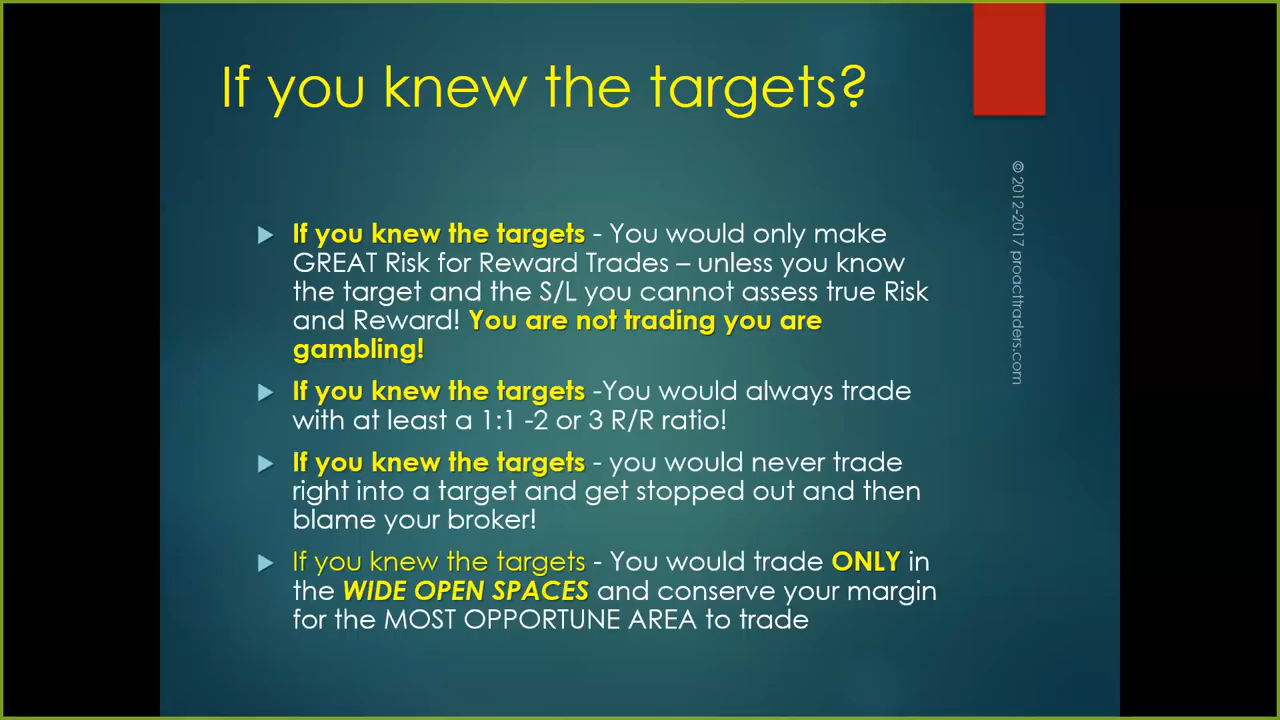 If you knew the targets?
If you knew the targets - You would only make
GREAT Risk for Reward Trades – unless you know
the target and the S/L you cannot assess true Risk
and Reward! You are not trading you are
gambling!
If you knew the targets -You would always trade
with at least a 1:1 -2 or 3 R/R ratio!
If you knew the targets - you would never trade
right into a target and get stopped out and then
blame your broker!
If you knew the targets - You would trade ONLY in
the WIDE OPEN SPACES and conserve your margin
for the MOST OPPORTUNE AREA to trade
© 2012-2017 proacttraders.com